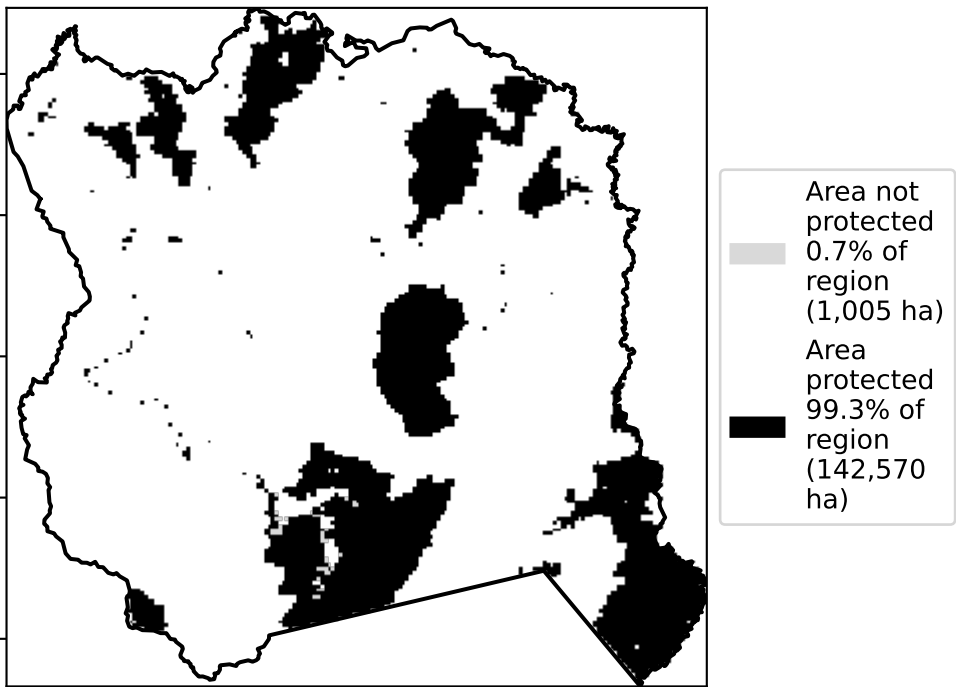 Area not
protected
0.7% of
region
(1,005 ha)
Area
protected
99.3% of
region
(142,570
ha)